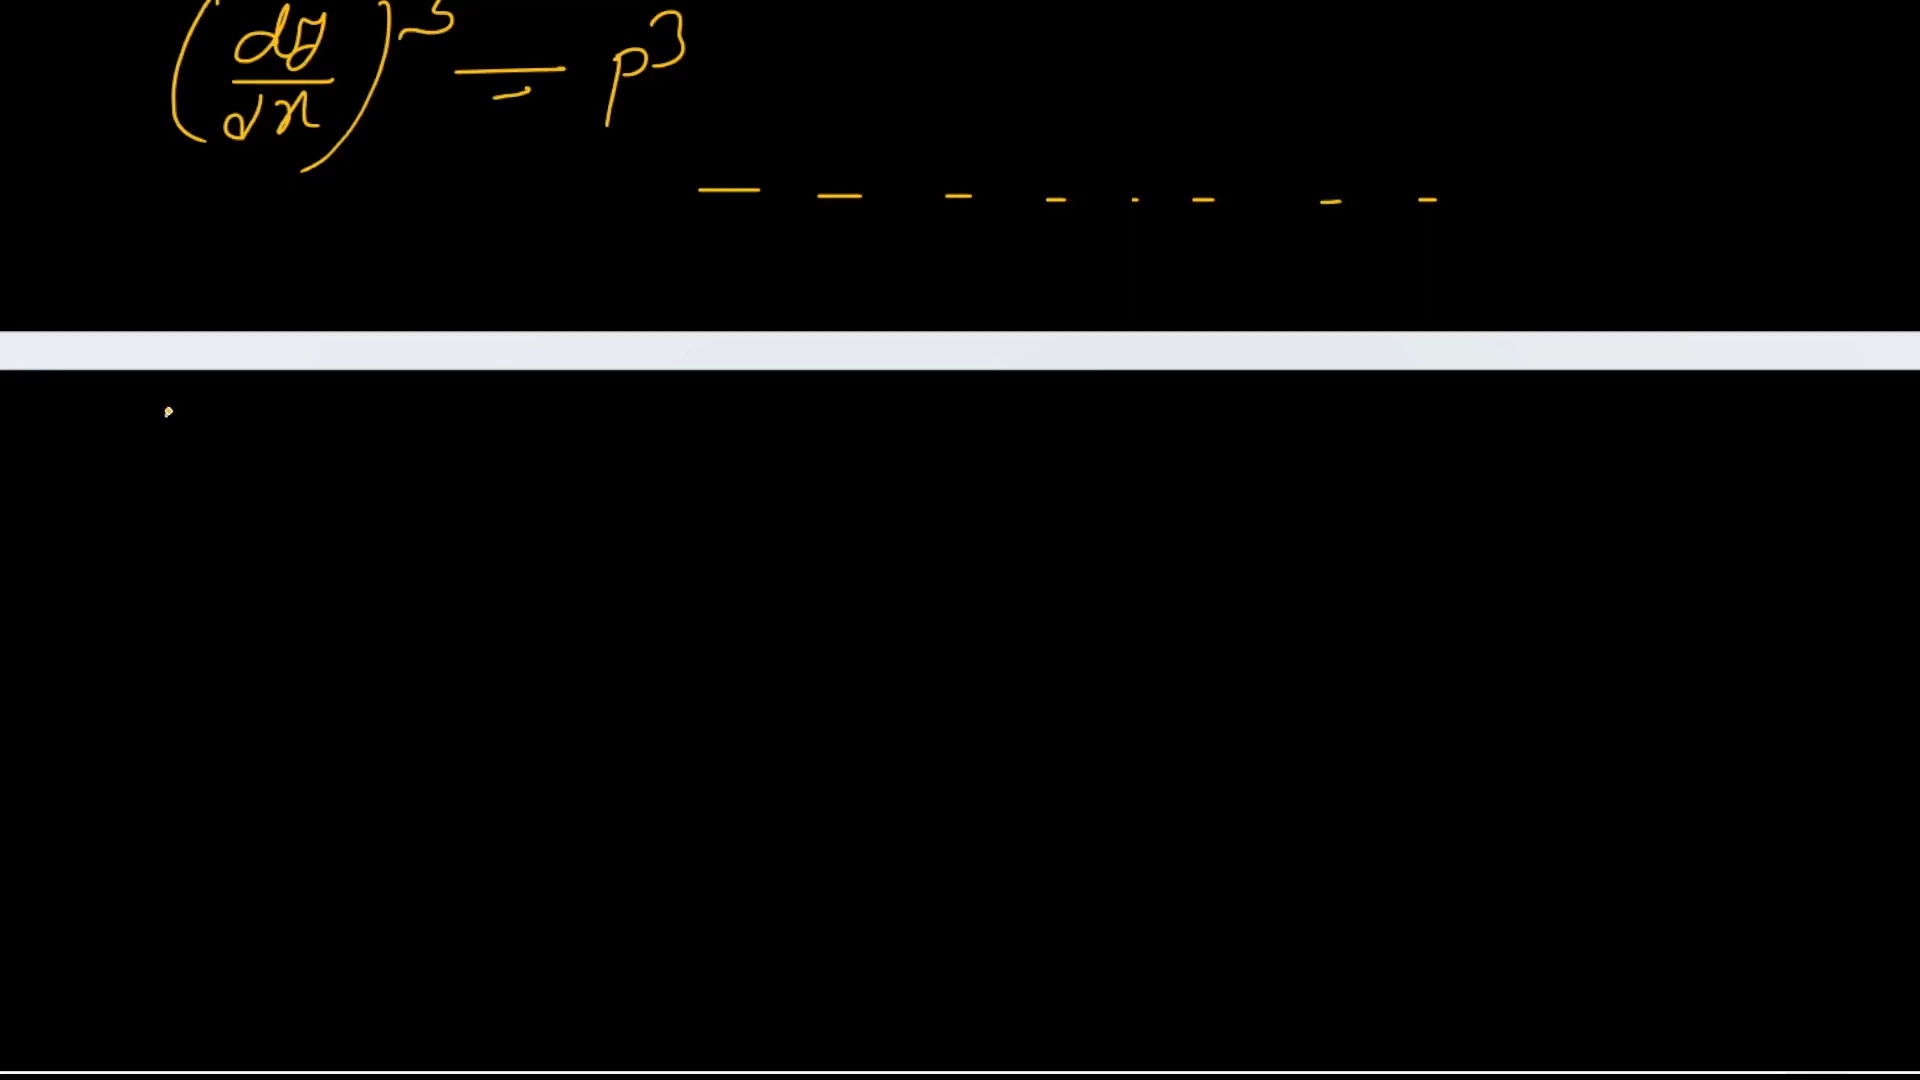 (dy/dx)^3 = p^3
— — - - . - - -